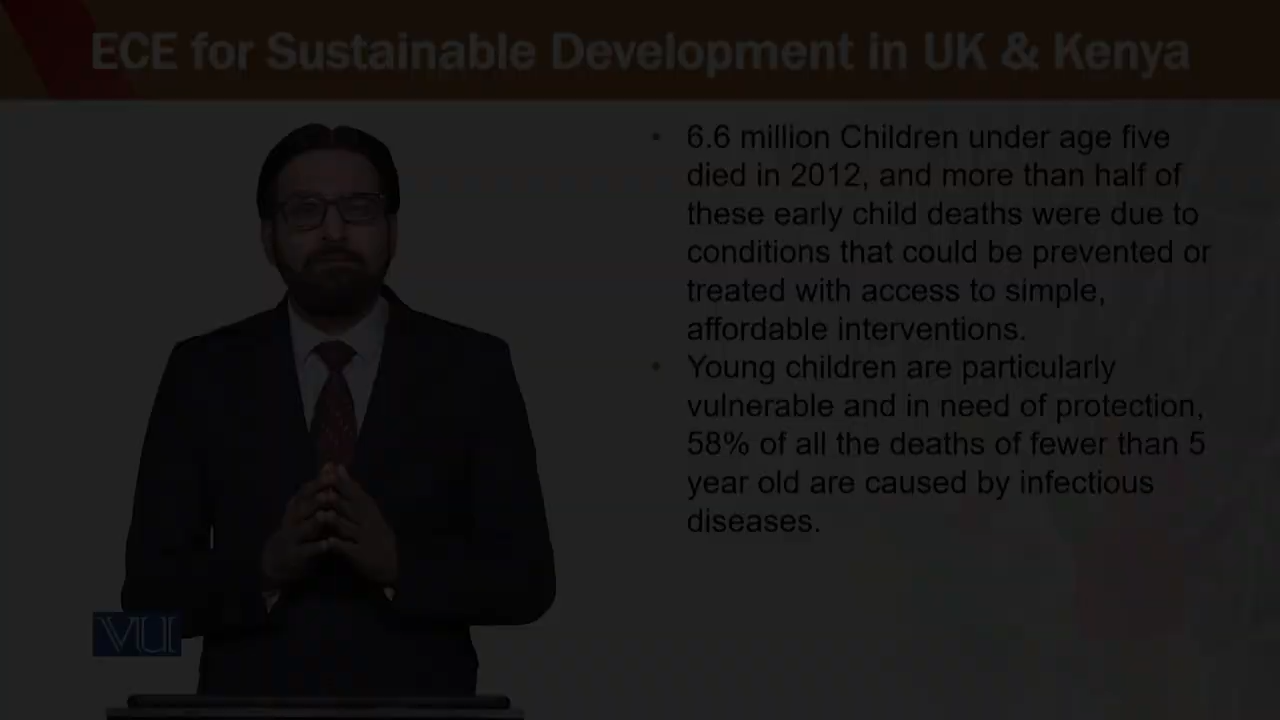 ECE for Sustainable Development in UK & Kenya
• 6.6 million Children under age five
died in 2012, and more than half of
these early child deaths were due to
conditions that could be prevented or
treated with access to simple,
affordable interventions.
• Young children are particularly
vulnerable and in need of protection,
58% of all the deaths of fewer than 5
year old are caused by infectious
diseases.
VU